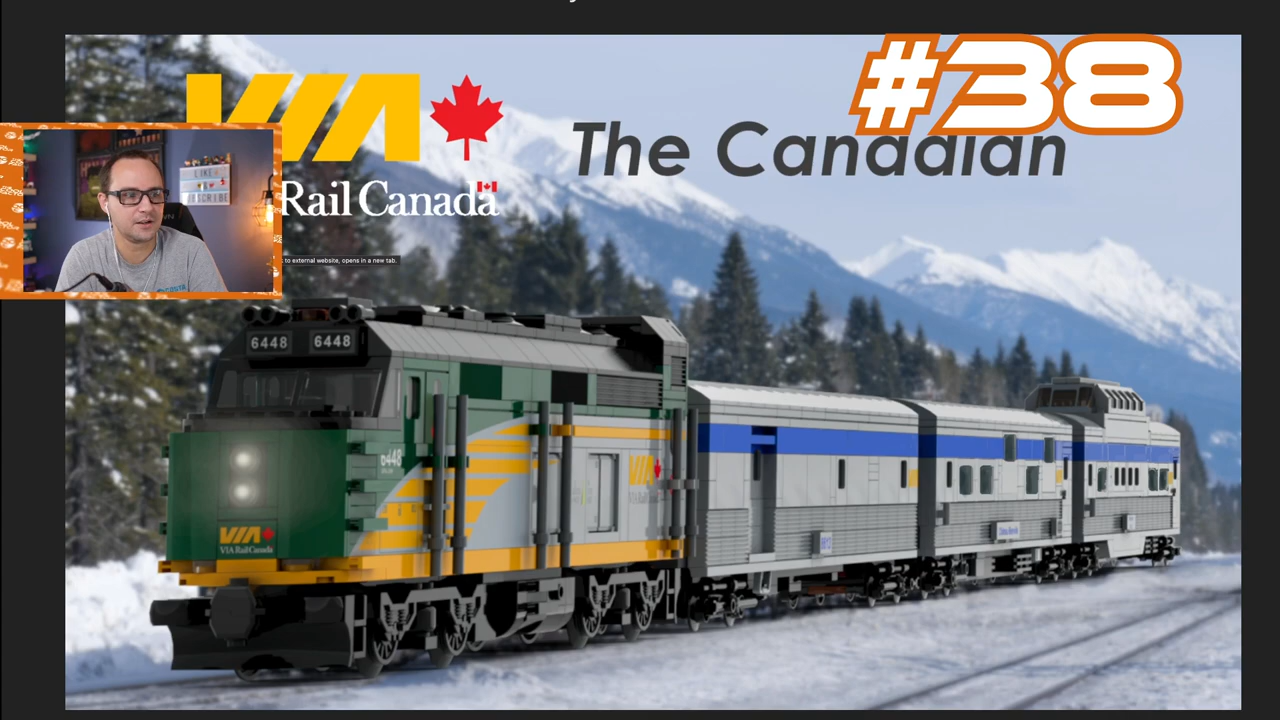 #38
VIA
The Canadian
Rail Canada
LIKE
to external website, opens in a new tab.
6448 6448
6448
VIA
VIA Rail Canada
VIA